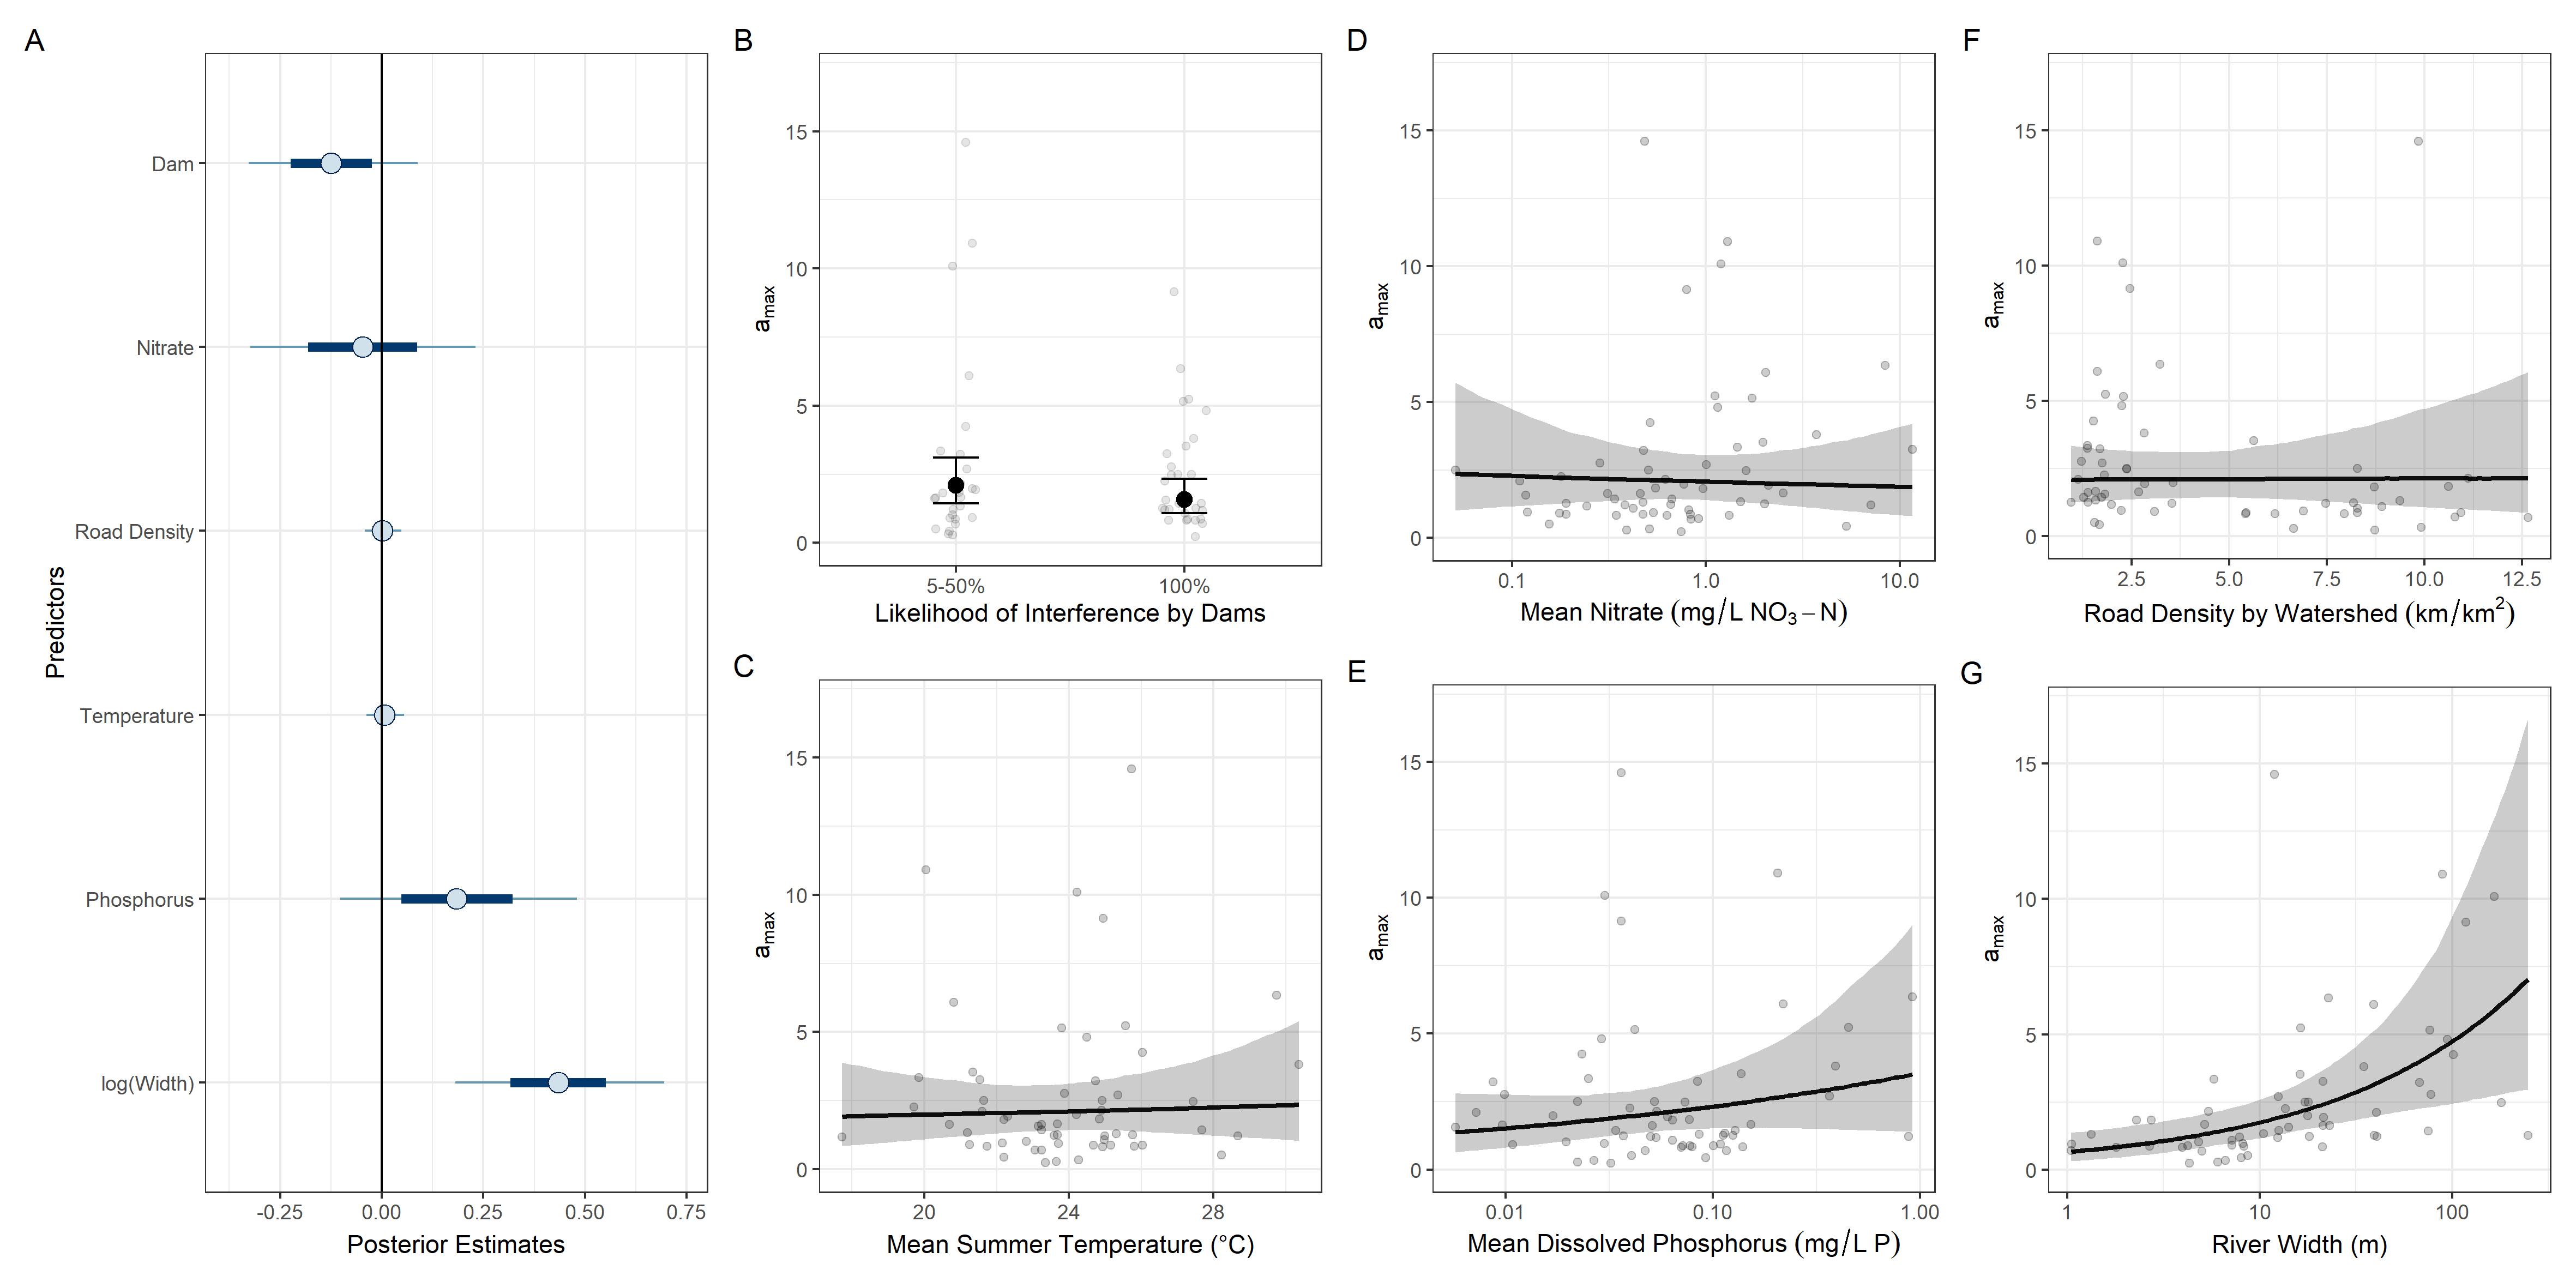 A
Predictors
Dam
Nitrate
Road Density
Temperature
Phosphorus
log(Width)
-0.25 0.00 0.25 0.50 0.75
Posterior Estimates
B
amax
15
10
5
0
5-50% 100%
Likelihood of Interference by Dams
C
amax
15
10
5
0
20 24 28
Mean Summer Temperature (°C)
D
amax
15
10
5
0
0.1 1.0 10.0
Mean Nitrate (mg/L NO3−N)
E
amax
15
10
5
0
0.01 0.10 1.00
Mean Dissolved Phosphorus (mg/L P)
F
amax
15
10
5
0
2.5 5.0 7.5 10.0 12.5
Road Density by Watershed (km/km²)
G
amax
15
10
5
0
1 10 100
River Width (m)